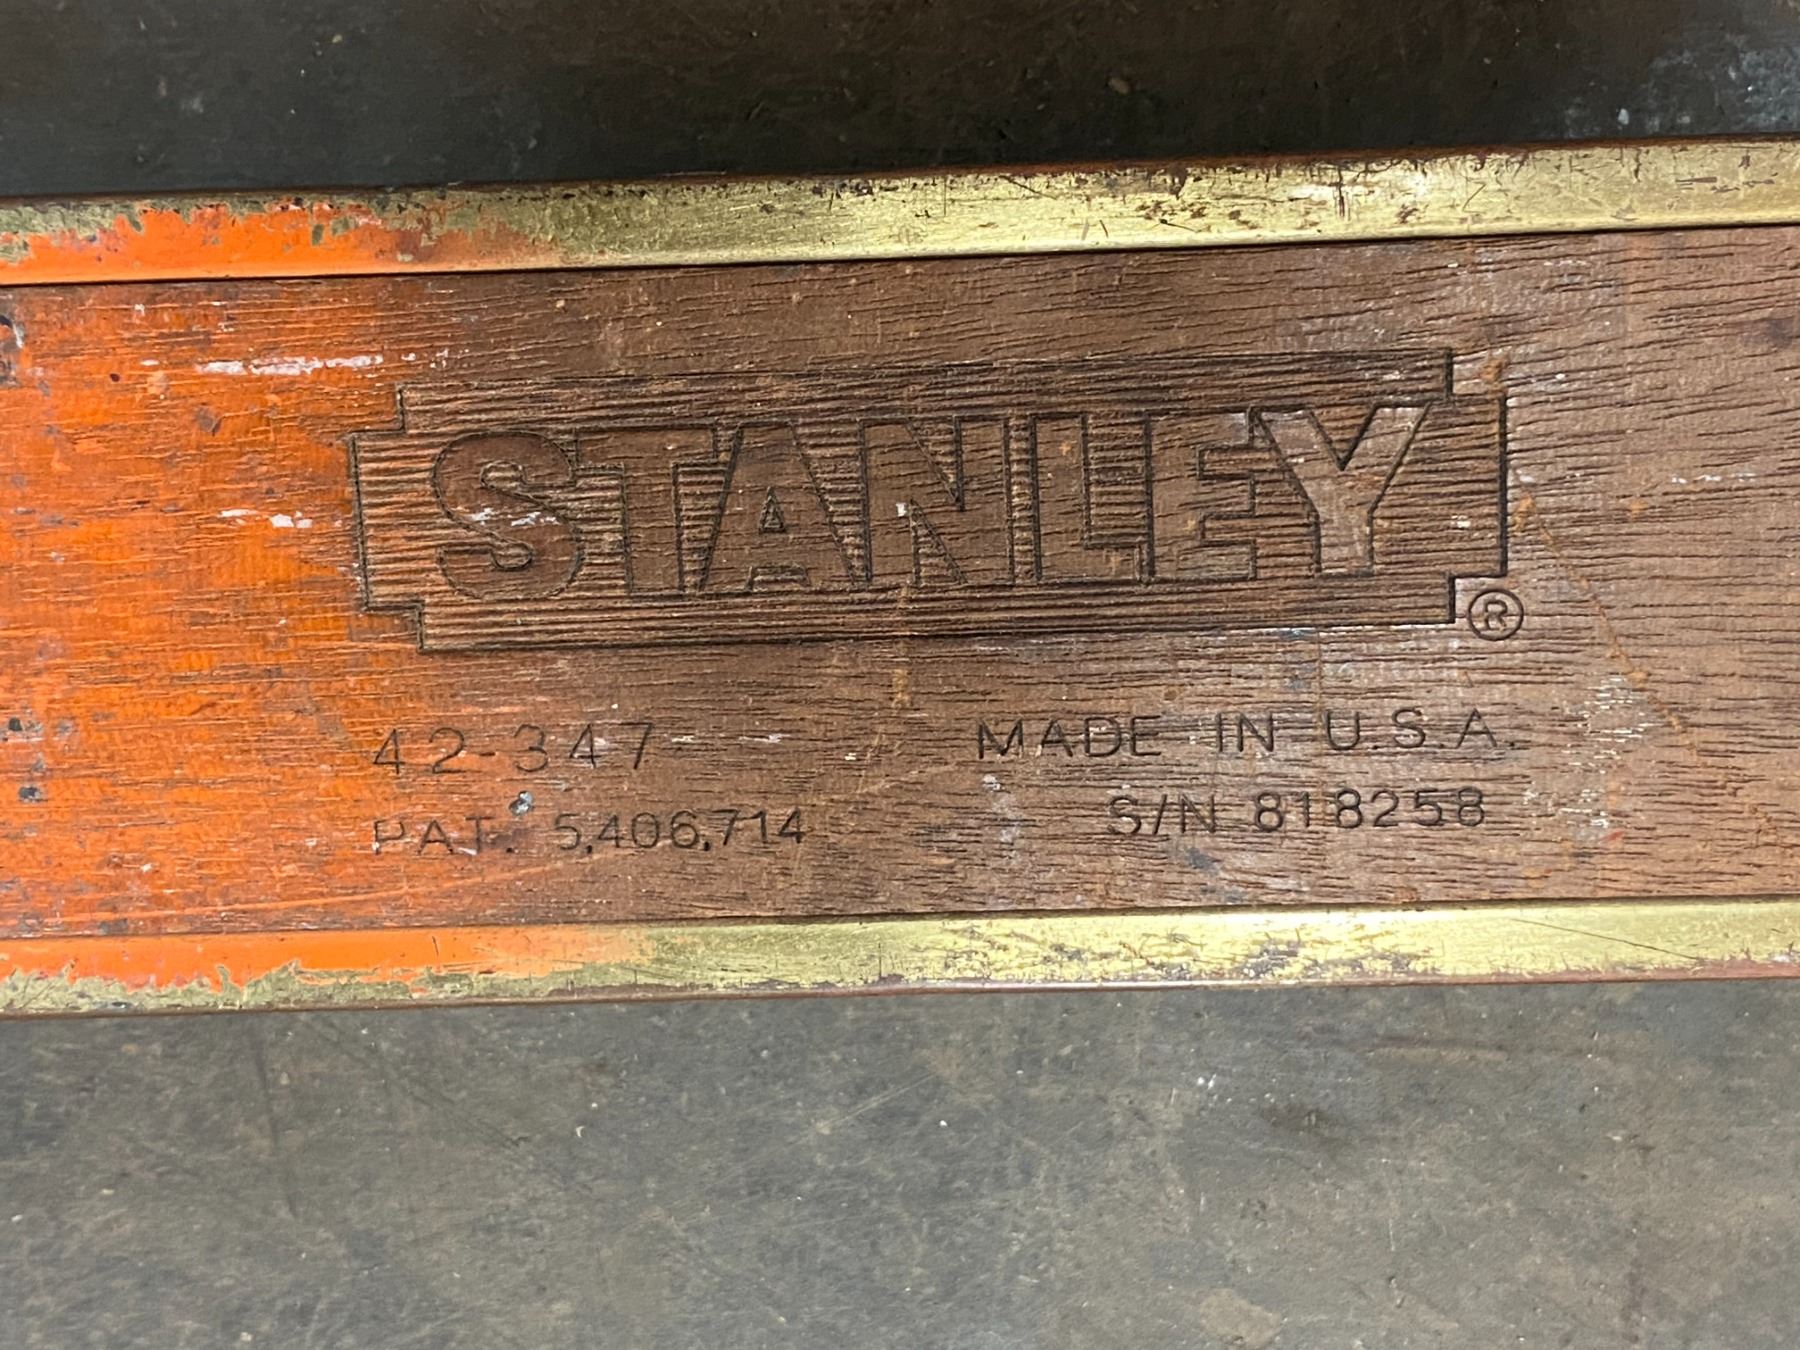 STANLEY®
42-347 MADE IN U.S.A.
PAT. 5,406,714 S/N 818258